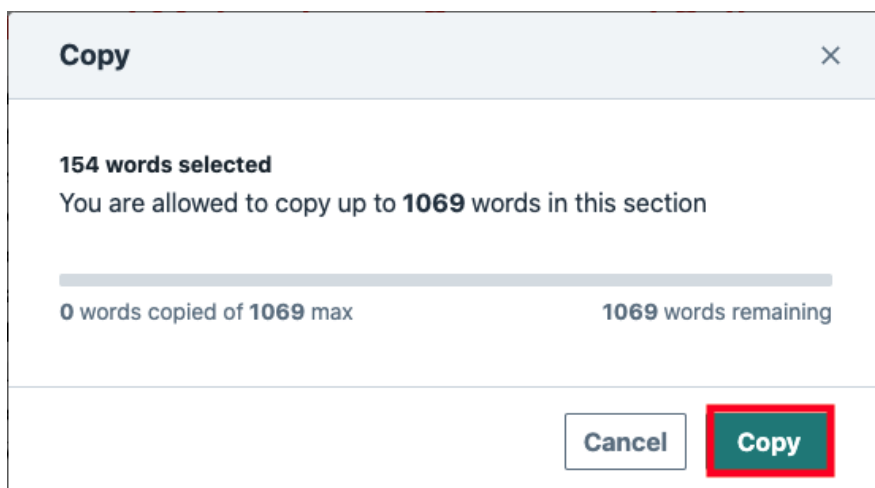 Copy
154 words selected
You are allowed to copy up to 1069 words in this section
0 words copied of 1069 max
1069 words remaining
Cancel
Copy